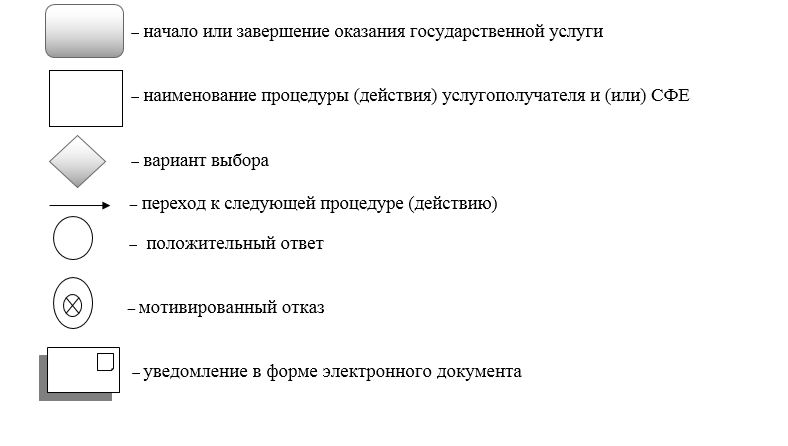 – начало или завершение оказания государственной услуги
– наименование процедуры (действия) услугополучателя и (или) СФЕ
– вариант выбора
– переход к следующей процедуре (действию)
– положительный ответ
– мотивированный отказ
– уведомление в форме электронного документа